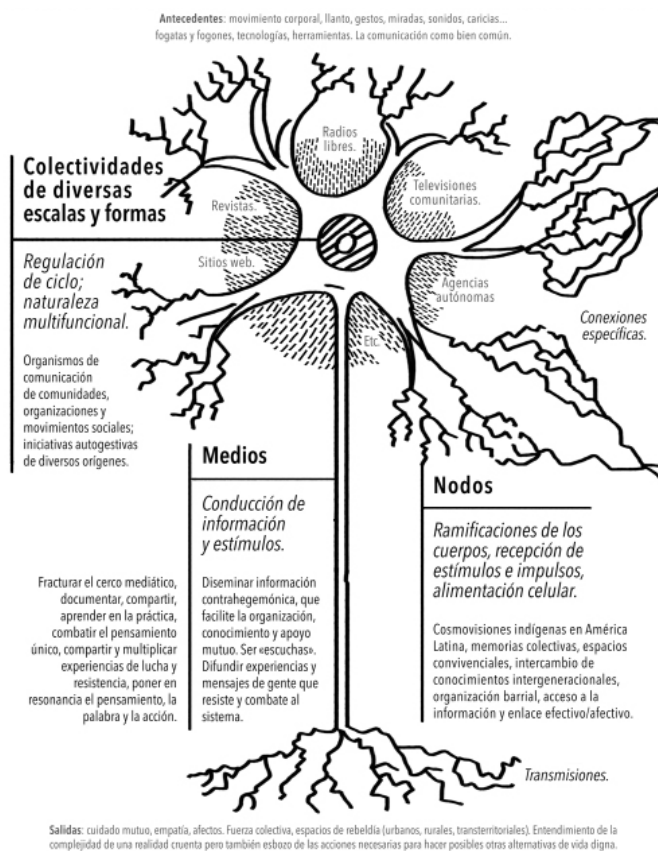 Antecedentes: movimiento corporal, llanto, gestos, miradas, sonidos, caricias...
fogatas y fogones, tecnologías, herramientas. La comunicación como bien común.
Radios
libres.
Televisiones
comunitarias.
Revistas.
Sitios web.
Agencias
autónomas
Etc.
Conexiones
específicas.
Colectividades
de diversas
escalas y formas
Regulación
de ciclo;
naturaleza
multifuncional.
Organismos de
comunicación
de comunidades,
organizaciones y
movimientos sociales;
iniciativas autogestivas
de diversos orígenes.
Medios
Conducción de
información
y estímulos.
Fracturar el cerco mediático,
documentar, compartir,
aprender en la práctica,
combatir el pensamiento
único, compartir y multiplicar
experiencias de lucha y
resistencia, poner en
resonancia el pensamiento, la
palabra y la acción.
Diseminar información
contrahegemónica, que
facilite la organización,
conocimiento y apoyo
mutuo. Ser «escuchas».
Difundir experiencias y
mensajes de gente que
resiste y combate al
sistema.
Nodos
Ramificaciones de los
cuerpos, recepción de
estímulos e impulsos,
alimentación celular.
Cosmovisiones indígenas en América
Latina, memorias colectivas, espacios
convivenciales, intercambio de
conocimientos intergeneracionales,
organización barrial, acceso a la
información y enlace efectivo/afectivo.
Transmisiones.
Salidas: cuidado mutuo, empatía, afectos. Fuerza colectiva, espacios de rebeldía (urbanos, rurales, transterritoriales). Entendimiento de la
complejidad de una realidad cruenta pero también esbozo de las acciones necesarias para hacer posibles otras alternativas de vida digna.